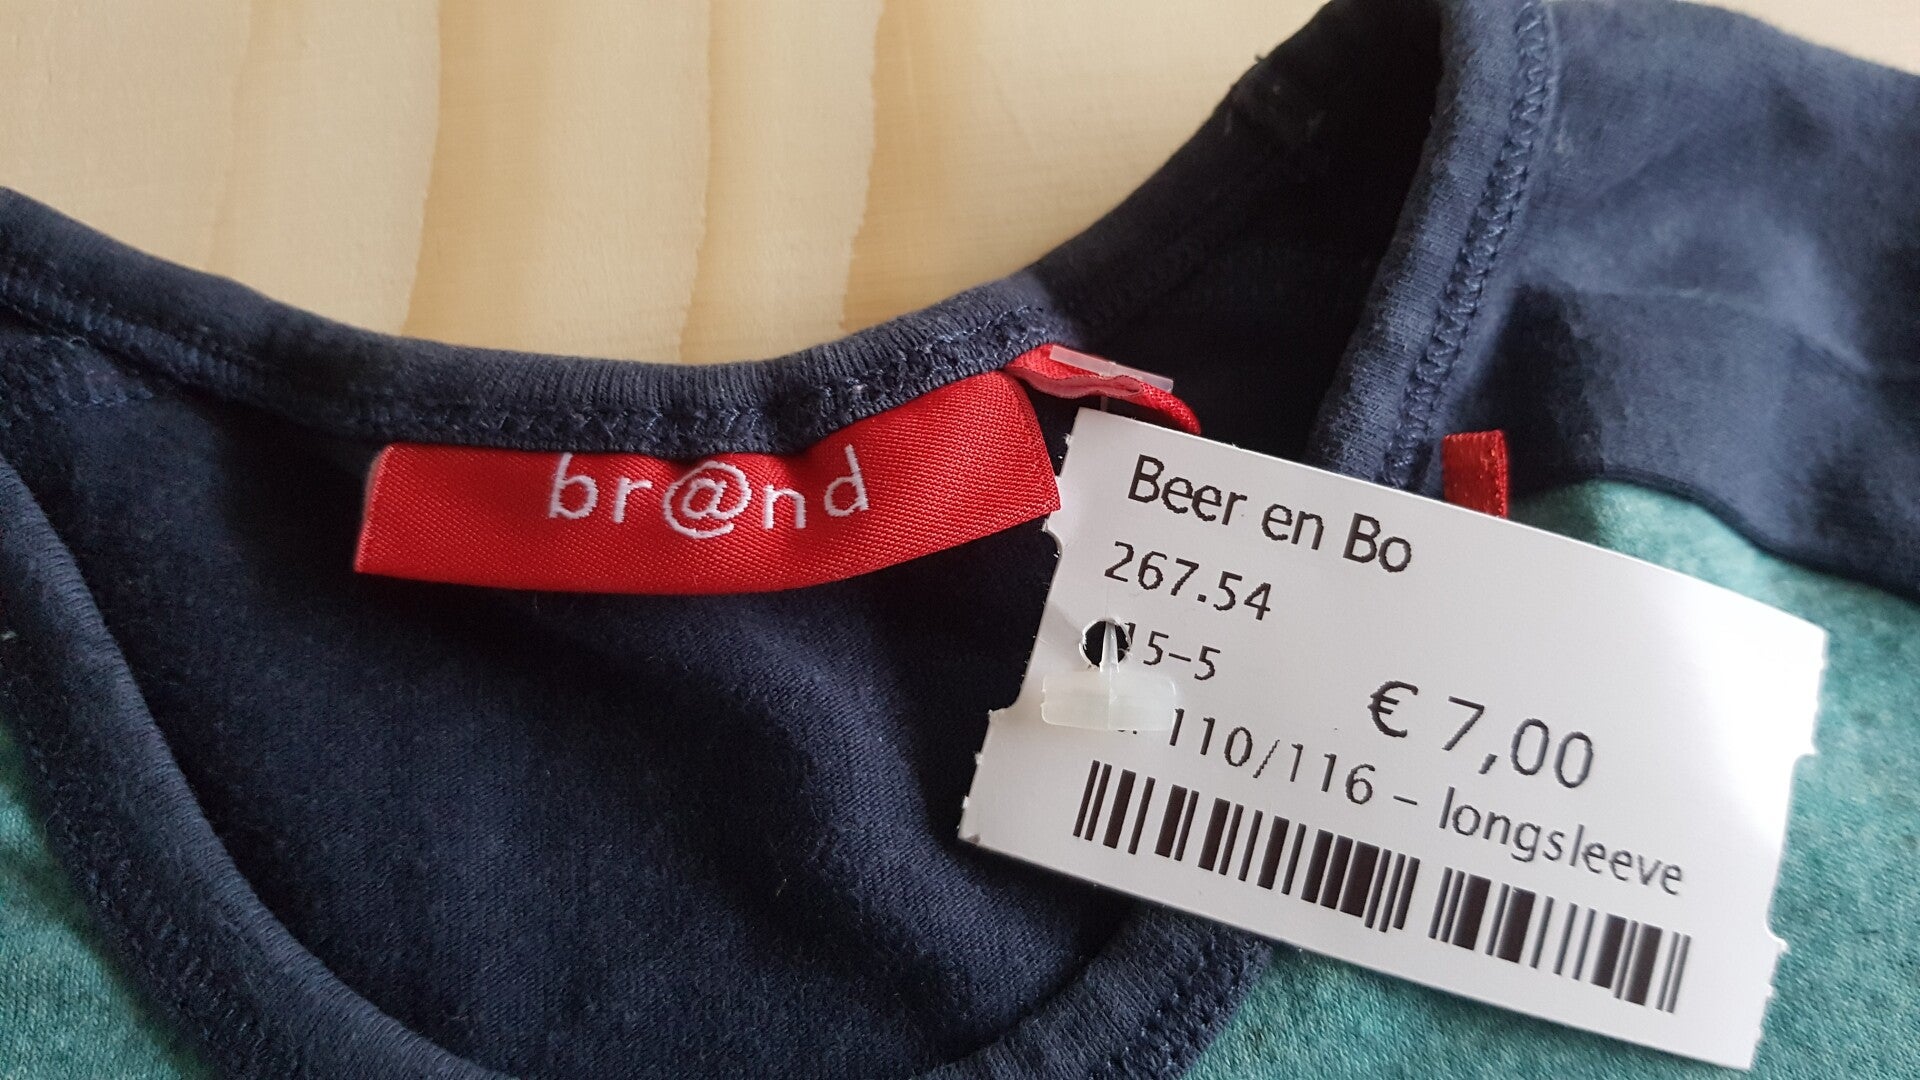 br@nd
Beer en Bo
267.54
15-5
€ 7,00
110/116 - longsleeve